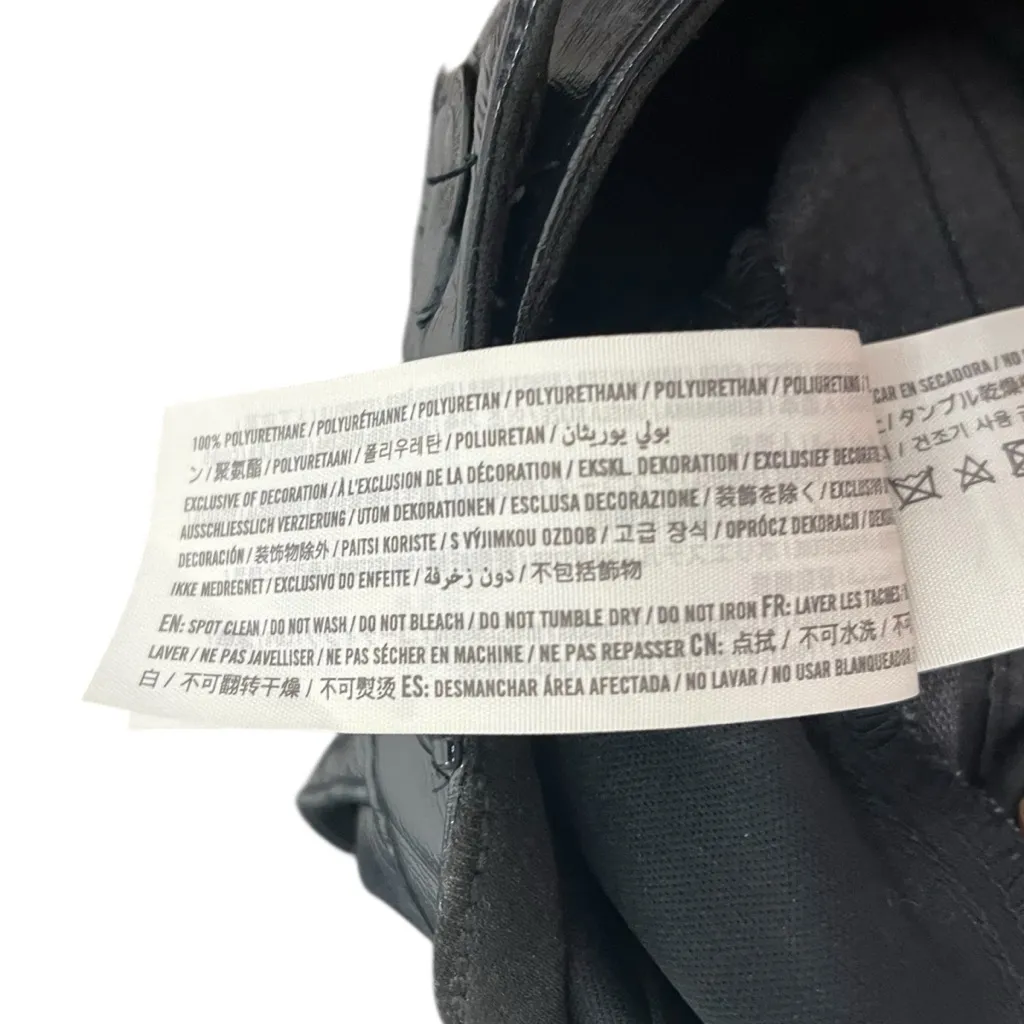 100% POLYURETHANE / POLYURÉTHANNE / POLYURETAN / POLYURETHAAN / POLYURETHAN / POLIURETANO /
ン / 聚氨酯 / POLYURETAANI / 폴리우레탄 / POLIURETAN / بولي يوريثان
EXCLUSIVE OF DECORATION / À L'EXCLUSION DE LA DÉCORATION / EKSKL. DEKORATION / EXCLUSIEF
AUSSCHLIESSLICH VERZIERUNG / UTOM DEKORATIONEN / ESCLUSA DECORAZIONE / 装飾を除く /
DECORACIÓN / 装饰物除外 / PAITSI KORISTE / S VÝJIMKOU OZDOB / 고급 장식 / OPRÓCZ DEKORACJI /
IKKE MEDREGNET / EXCLUSIVO DO ENFEITE / دون زخرفة / 不包括飾物
EN: SPOT CLEAN / DO NOT WASH / DO NOT BLEACH / DO NOT TUMBLE DRY / DO NOT IRON FR: LAVER LES TACHES
LAVER / NE PAS JAVELLISER / NE PAS SÉCHER EN MACHINE / NE PAS REPASSER CN: 点拭 / 不可水洗 / 不可
白 / 不可翻转干燥 / 不可熨烫 ES: DESMANCHAR ÁREA AFECTADA / NO LAVAR / NO USAR BLANQUEADOR
CAR EN SECADORA / NO
/ タンブル乾燥
/ 건조기 사용